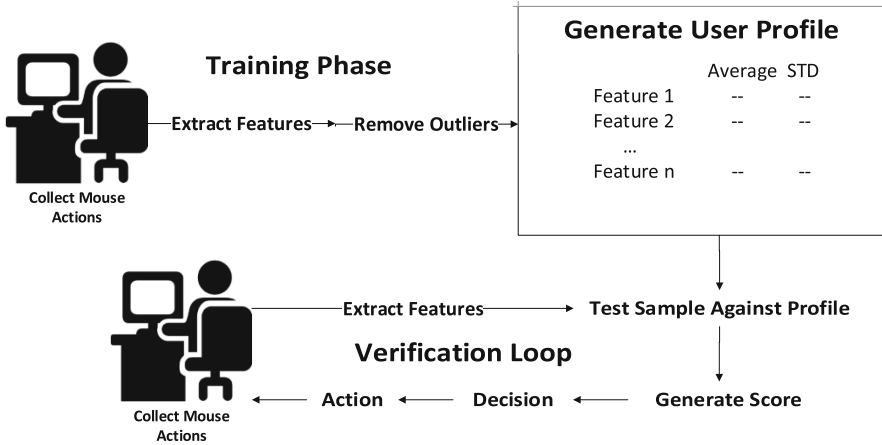 Generate User Profile
Training Phase
Average STD
Feature 1 -- --
Feature 2 -- --
...
Feature n -- --
Extract Features
Remove Outliers
Collect Mouse
Actions
Extract Features
Test Sample Against Profile
Verification Loop
Action
Decision
Generate Score
Collect Mouse
Actions